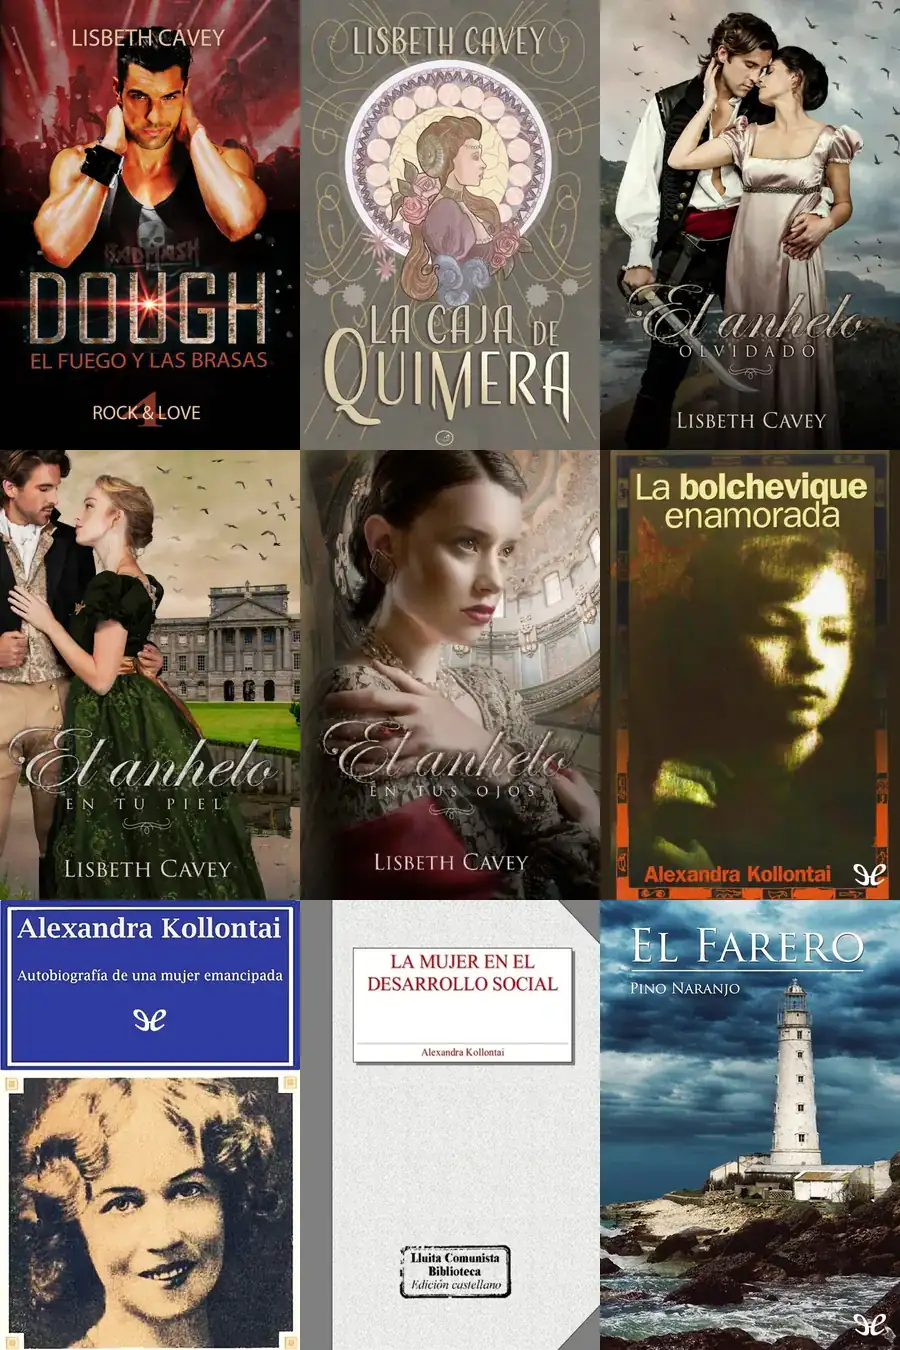 LISBETH CAVEY
BADMASH
DOUGH
EL FUEGO Y LAS BRASAS
4
ROCK & LOVE
LISBETH CAVEY
LA CAJA DE
QUIMERA
El anhelo
OLVIDADO
LISBETH CAVEY
El anhelo
EN TU PIEL
LISBETH CAVEY
El anhelo
EN TUS OJOS
LISBETH CAVEY
La bolchevique
enamorada
Alexandra Kollontai
Alexandra Kollontai
Autobiografía de una mujer emancipada
LA MUJER EN EL
DESARROLLO SOCIAL
Alexandra Kollontai
Lluita Comunista
Biblioteca
Edición castellano
EL FARERO
PINO NARANJO